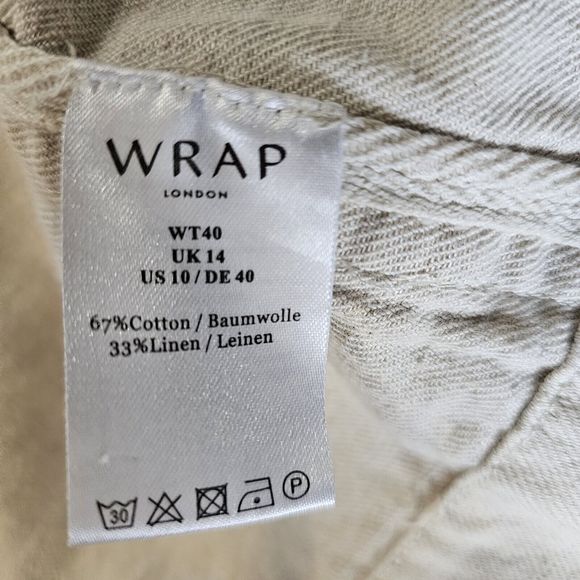 WRAP
LONDON
WT40
UK 14
US 10 / DE 40
67%Cotton / Baumwolle
33%Linen / Leinen
30 P